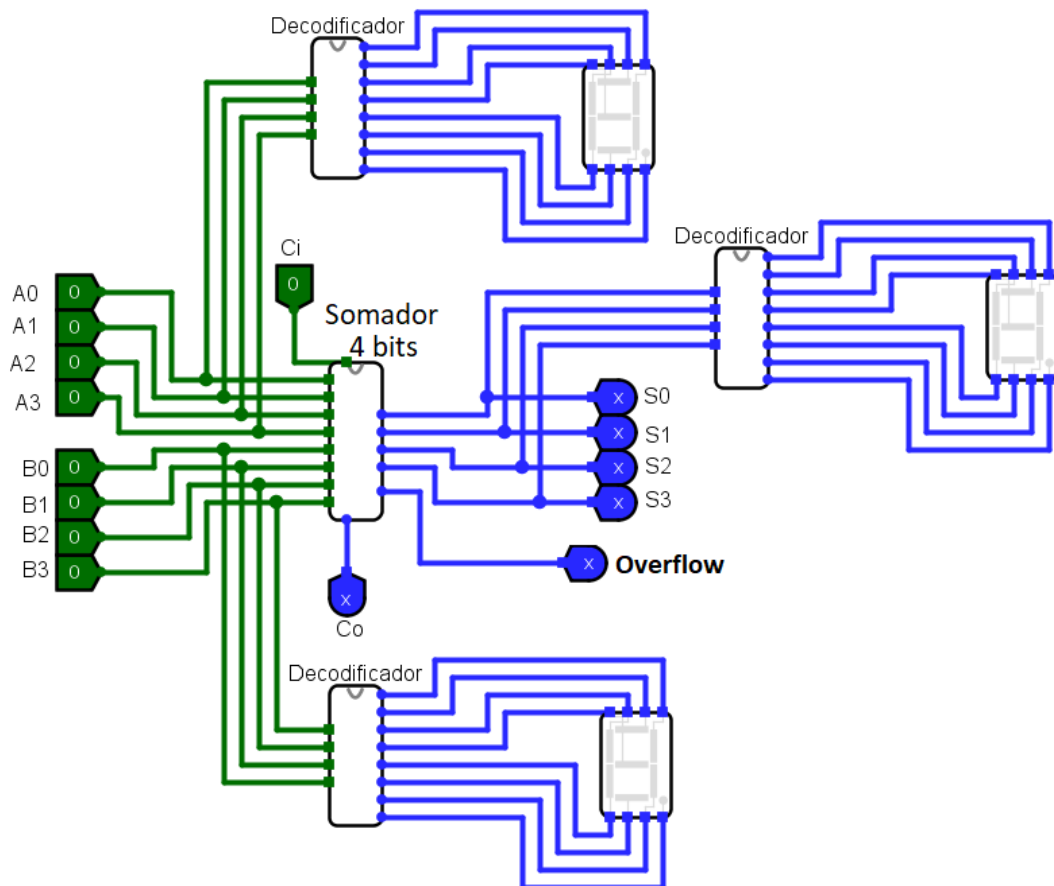 Decodificador
Decodificador
Ci
0
A0 0
A1 0
A2 0
A3 0
Somador
4 bits
B0 0
B1 0
B2 0
B3 0
x S0
x S1
x S2
x S3
x Overflow
x
Co
Decodificador